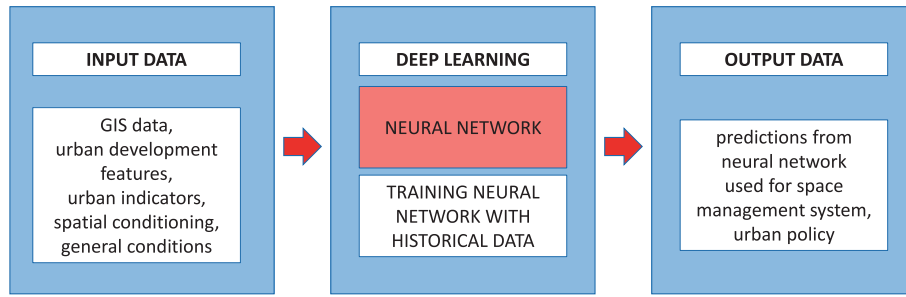 INPUT DATA
GIS data,
urban development
features,
urban indicators,
spatial conditioning,
general conditions
DEEP LEARNING
NEURAL NETWORK
TRAINING NEURAL
NETWORK WITH
HISTORICAL DATA
OUTPUT DATA
predictions from
neural network
used for space
management system,
urban policy